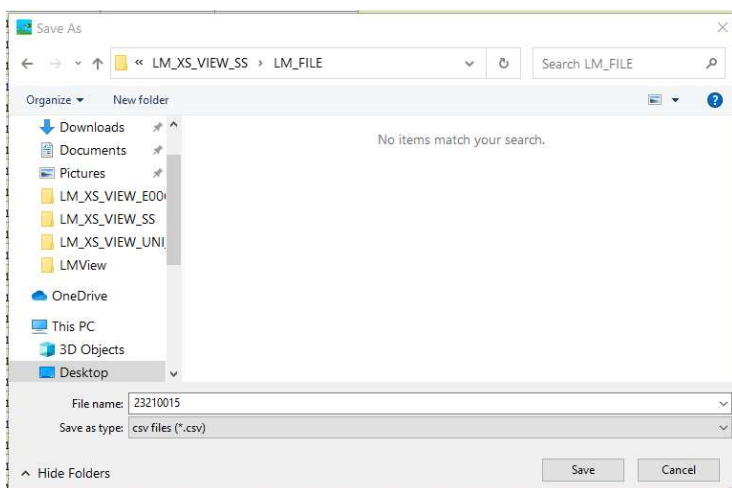 Save As
« LM_XS_VIEW_SS › LM_FILE
Search LM_FILE
Organize
New folder
No items match your search.
Downloads
Documents
Pictures
LM_XS_VIEW_E00
LM_XS_VIEW_SS
LM_XS_VIEW_UNI_
LMView
OneDrive
This PC
3D Objects
Desktop
File name: 23210015
Save as type: csv files (*.csv)
Hide Folders
Save
Cancel